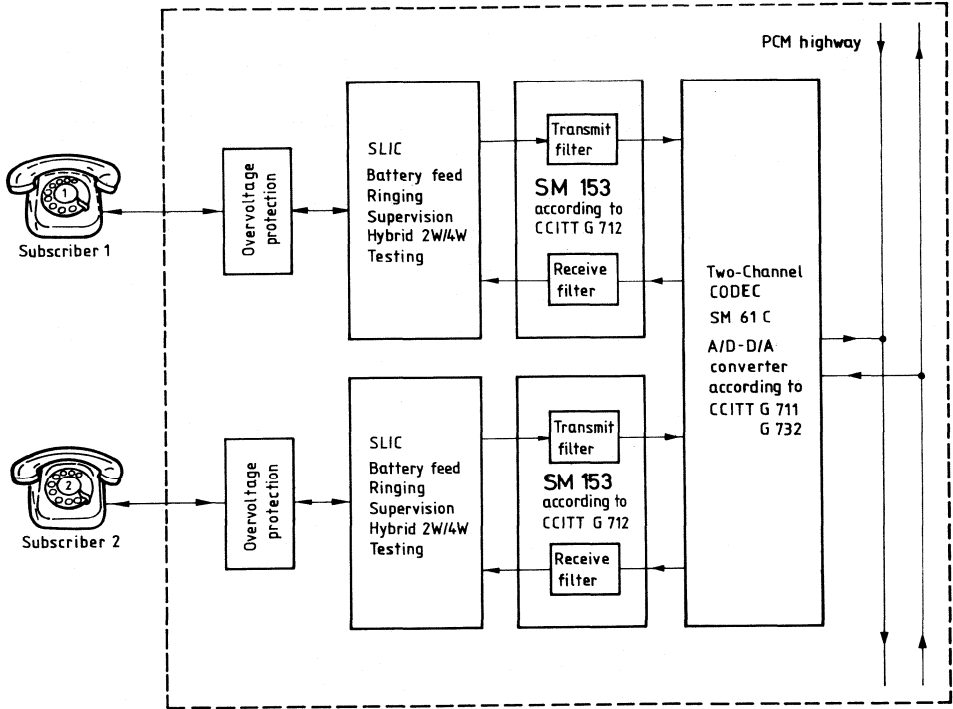 PCM highway
1
Subscriber 1
Overvoltage
protection
SLIC
Battery feed
Ringing
Supervision
Hybrid 2W/4W
Testing
Transmit
filter
SM 153
according to
CCITT G 712
Receive
filter
Two-Channel
CODEC
SM 61 C
A/D-D/A
converter
according to
CCITT G 711
G 732
2
Subscriber 2
Overvoltage
protection
SLIC
Battery feed
Ringing
Supervision
Hybrid 2W/4W
Testing
Transmit
filter
SM 153
according to
CCITT G 712
Receive
filter